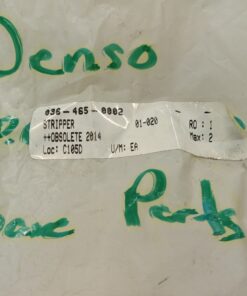 Denso
036-465-0002 - -
STRIPPER 01-020 RO: 1
++OBSOLETE 2014 Max: 2
Loc: C105D U/M: EA
Parts